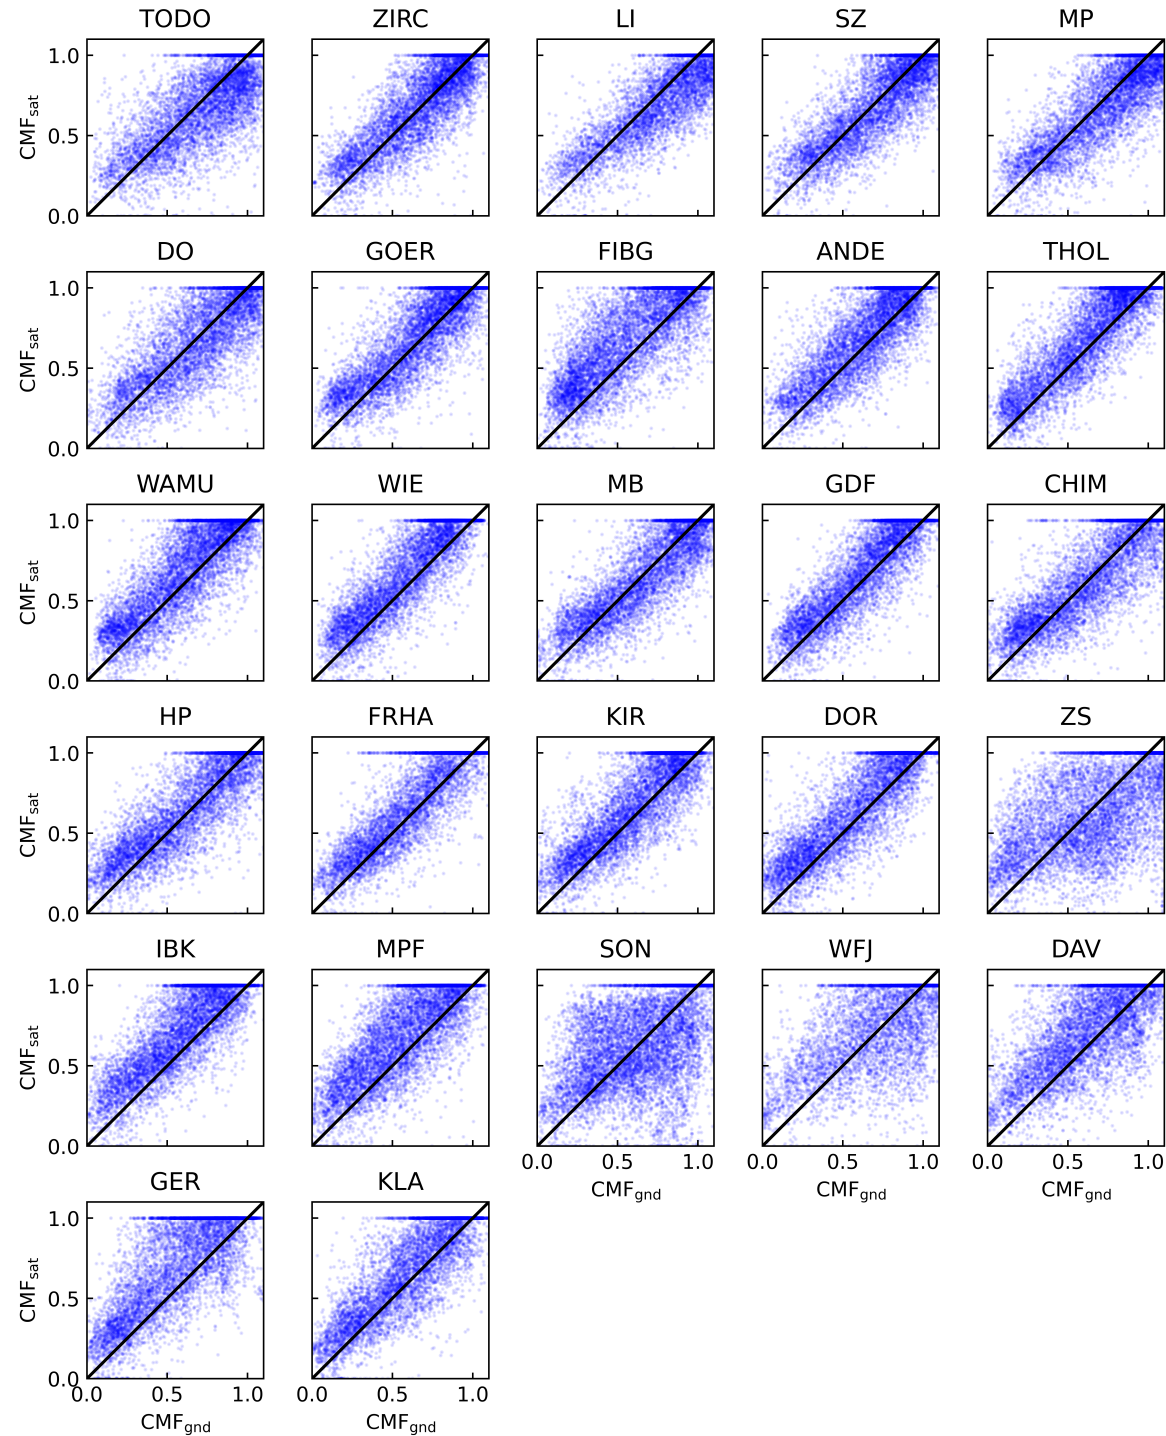 TODO ZIRC LI SZ MP
1.0
0.5
0.0
CMFsat
DO GOER FIBG ANDE THOL
1.0
0.5
0.0
CMFsat
WAMU WIE MB GDF CHIM
1.0
0.5
0.0
CMFsat
HP FRHA KIR DOR ZS
1.0
0.5
0.0
CMFsat
IBK MPF SON WFJ DAV
1.0
0.5
0.0
CMFsat
0.0 0.5 1.0 0.0 0.5 1.0 0.0 0.5 1.0
CMFgnd CMFgnd CMFgnd
GER KLA
1.0
0.5
0.0
CMFsat
0.0 0.5 1.0 0.0 0.5 1.0
CMFgnd CMFgnd